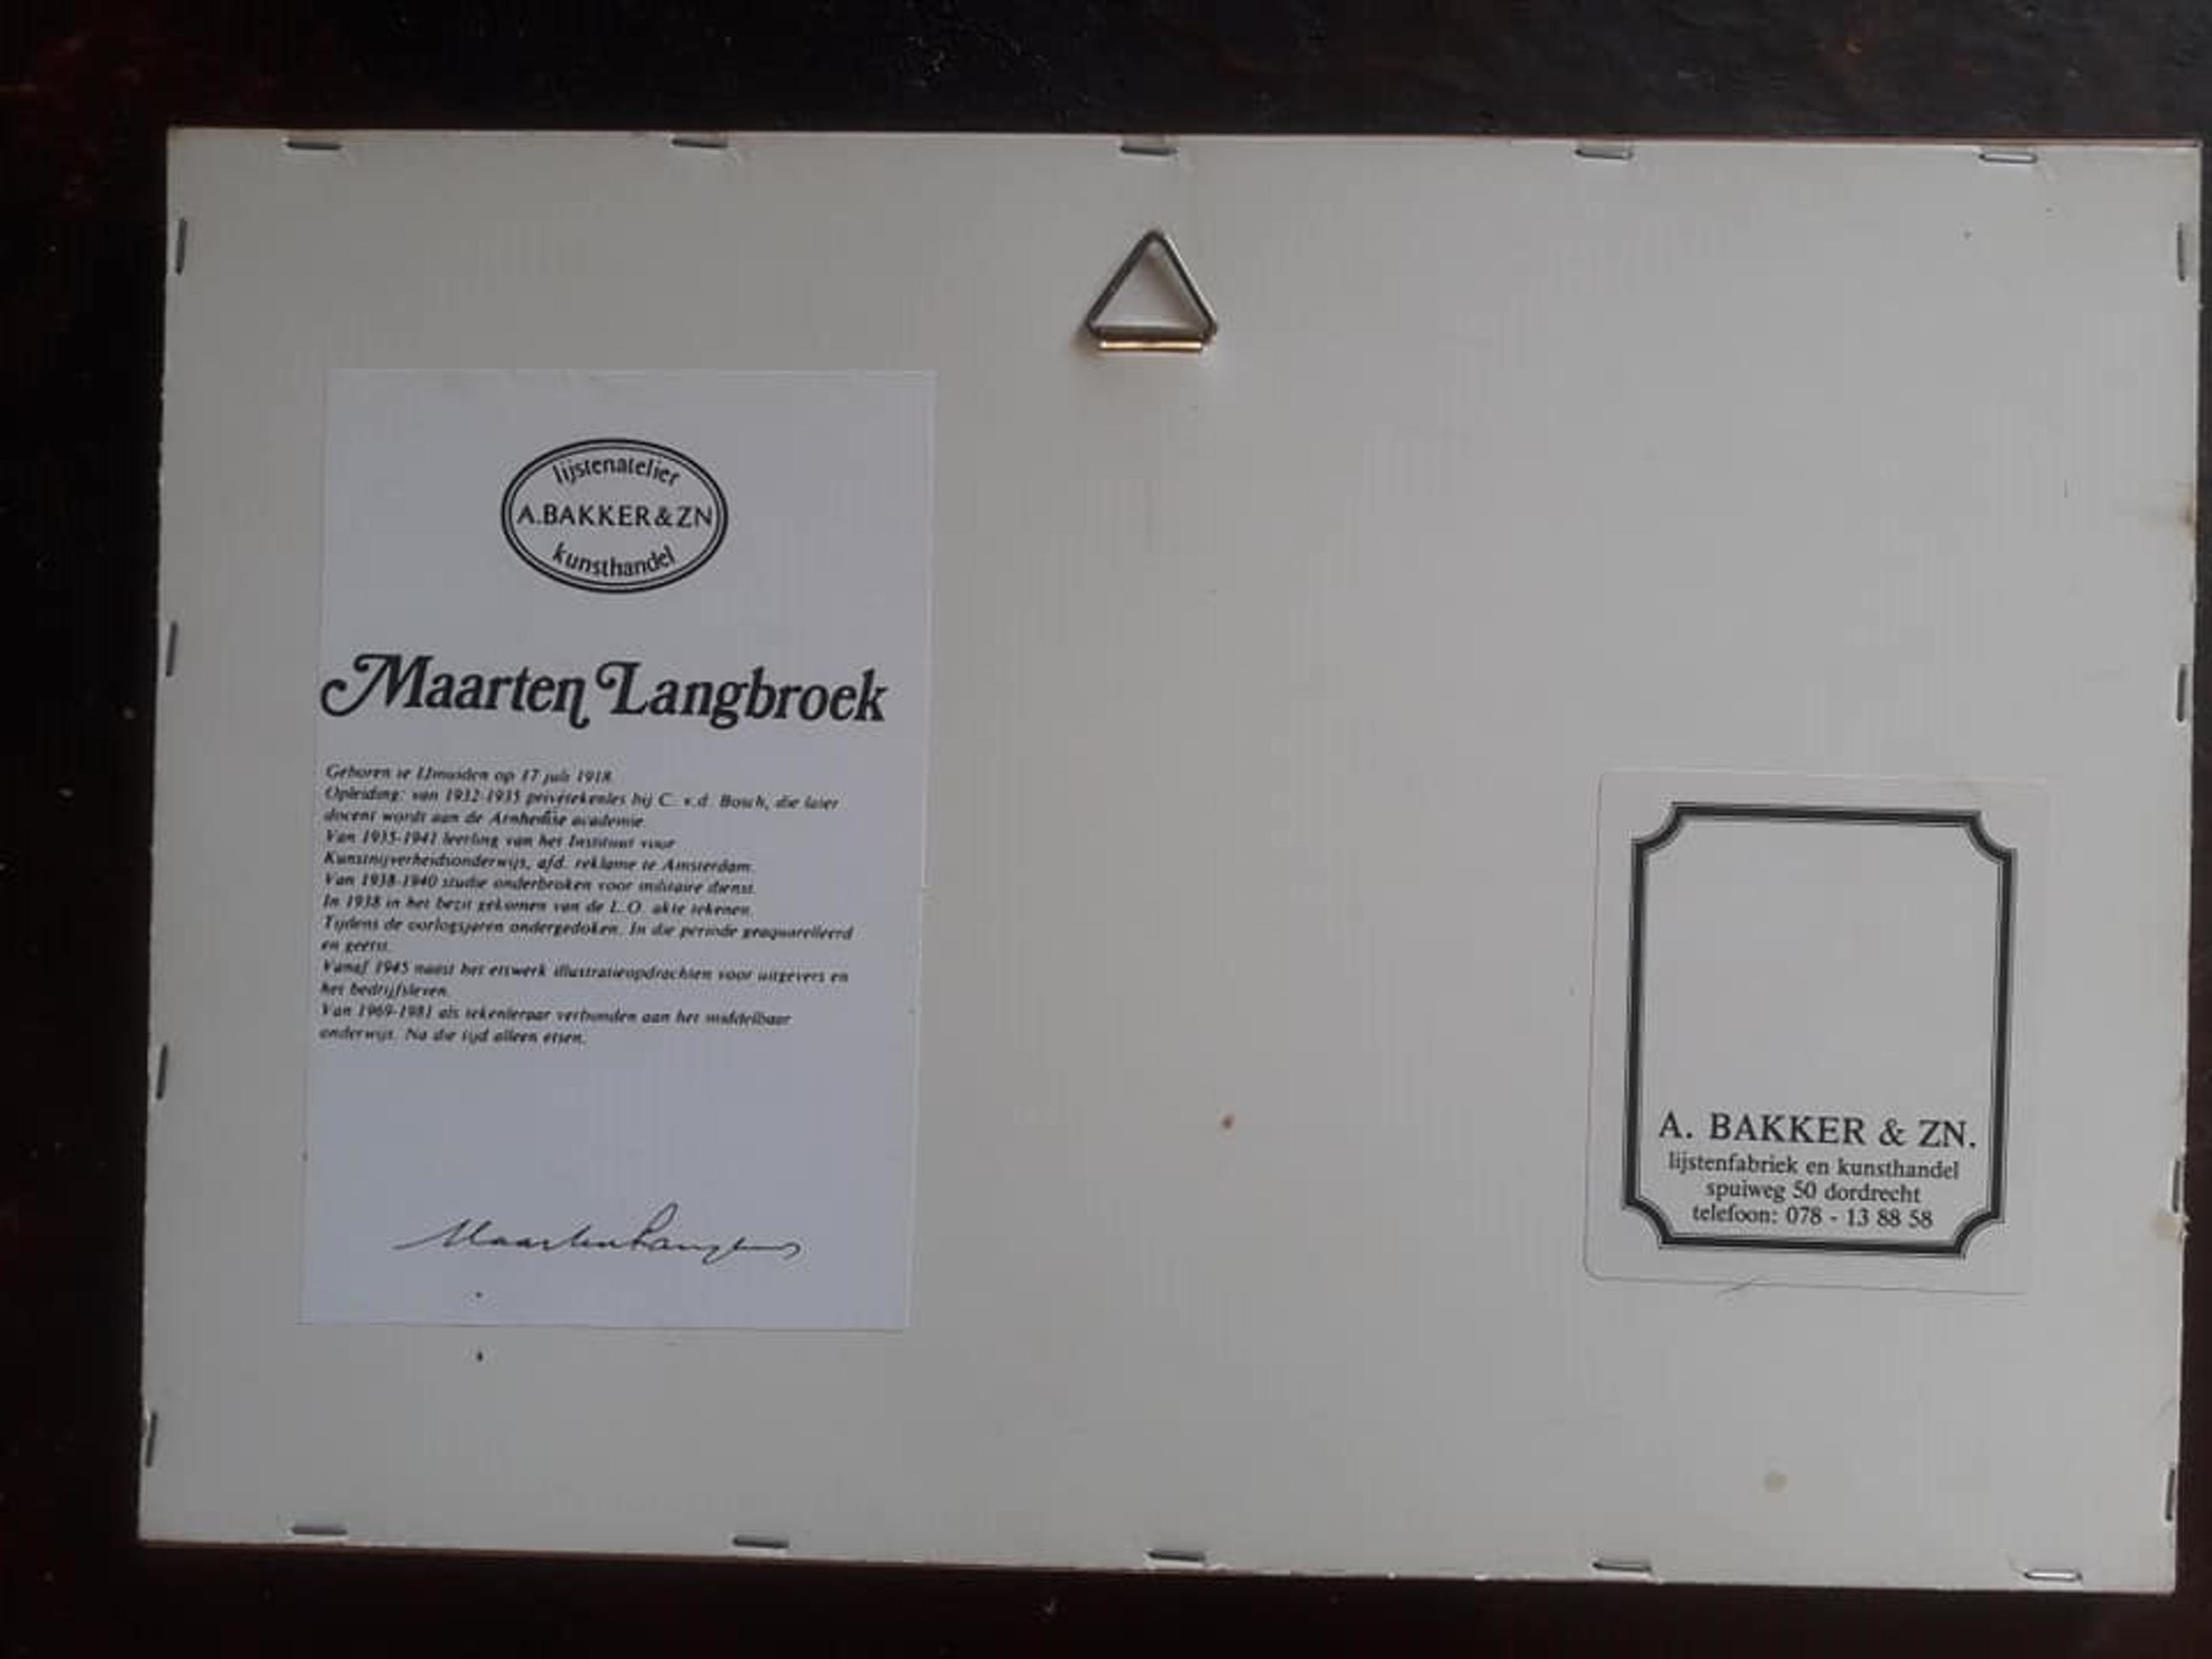 lijstenatelier
A.BAKKER & ZN
kunsthandel
Maarten Langbroek
Geboren te IJmuiden op 17 juli 1918.
Opleiding: van 1932-1935 privétekenles bij C. v.d. Bosch, die later
docent wordt aan de Arnhemse academie.
Van 1935-1941 leerling van het Instituut voor
Kunstnijverheidsonderwijs, afd. reklame te Amsterdam.
Van 1938-1940 studie onderbroken voor militaire dienst.
In 1938 in het bezit gekomen van de L.O. akte tekenen.
Tijdens de oorlogsjaren ondergedoken. In die periode geaquarelleerd
en geëtst.
Vanaf 1945 naast het etswerk illustratieopdrachten voor uitgevers en
het bedrijfsleven.
Van 1969-1981 als tekenleraar verbonden aan het middelbaar
onderwijs. Na die tijd alleen etsen.
Maarten Langbroek
A. BAKKER & ZN.
lijstenfabriek en kunsthandel
spuiweg 50 dordrecht
telefoon: 078 - 13 88 58